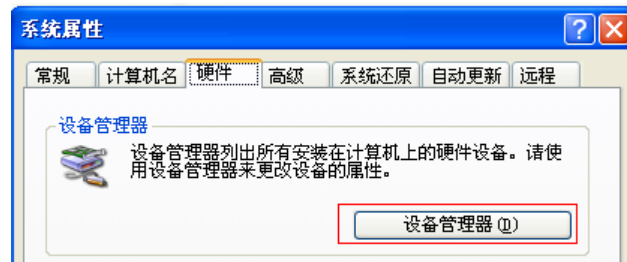 系统属性
常规 计算机名 硬件 高级 系统还原 自动更新 远程
设备管理器
设备管理器列出所有安装在计算机上的硬件设备。请使
用设备管理器来更改设备的属性。
设备管理器(D)